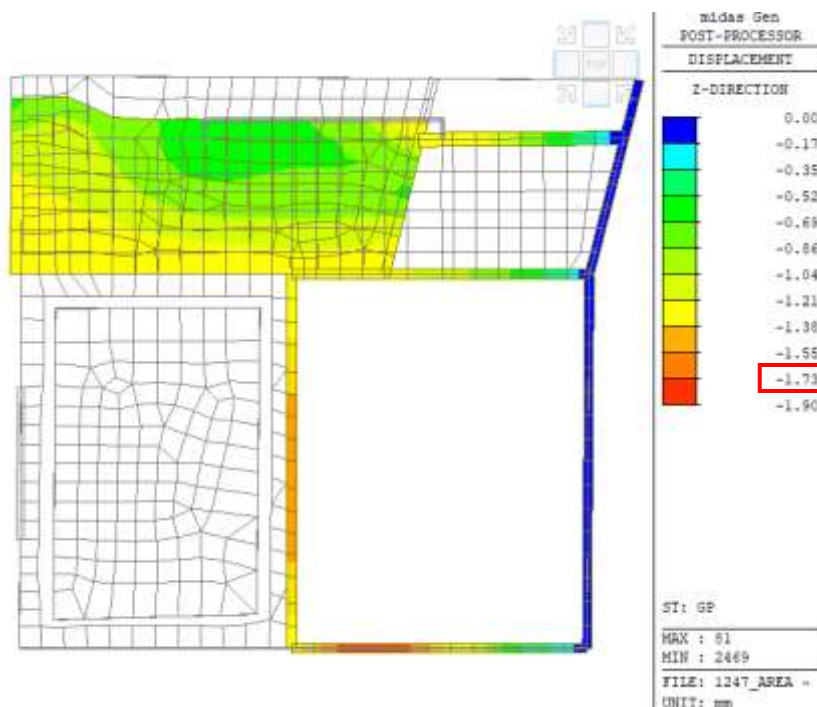 midas Gen
POST-PROCESSOR
DISPLACEMENT
Z-DIRECTION
TOP
0.00
-0.17
-0.35
-0.52
-0.69
-0.86
-1.04
-1.21
-1.38
-1.55
-1.73
-1.90
ST: GP
MAX : 81
MIN : 2469
FILE: 1247_AREA -
UNIT: mm